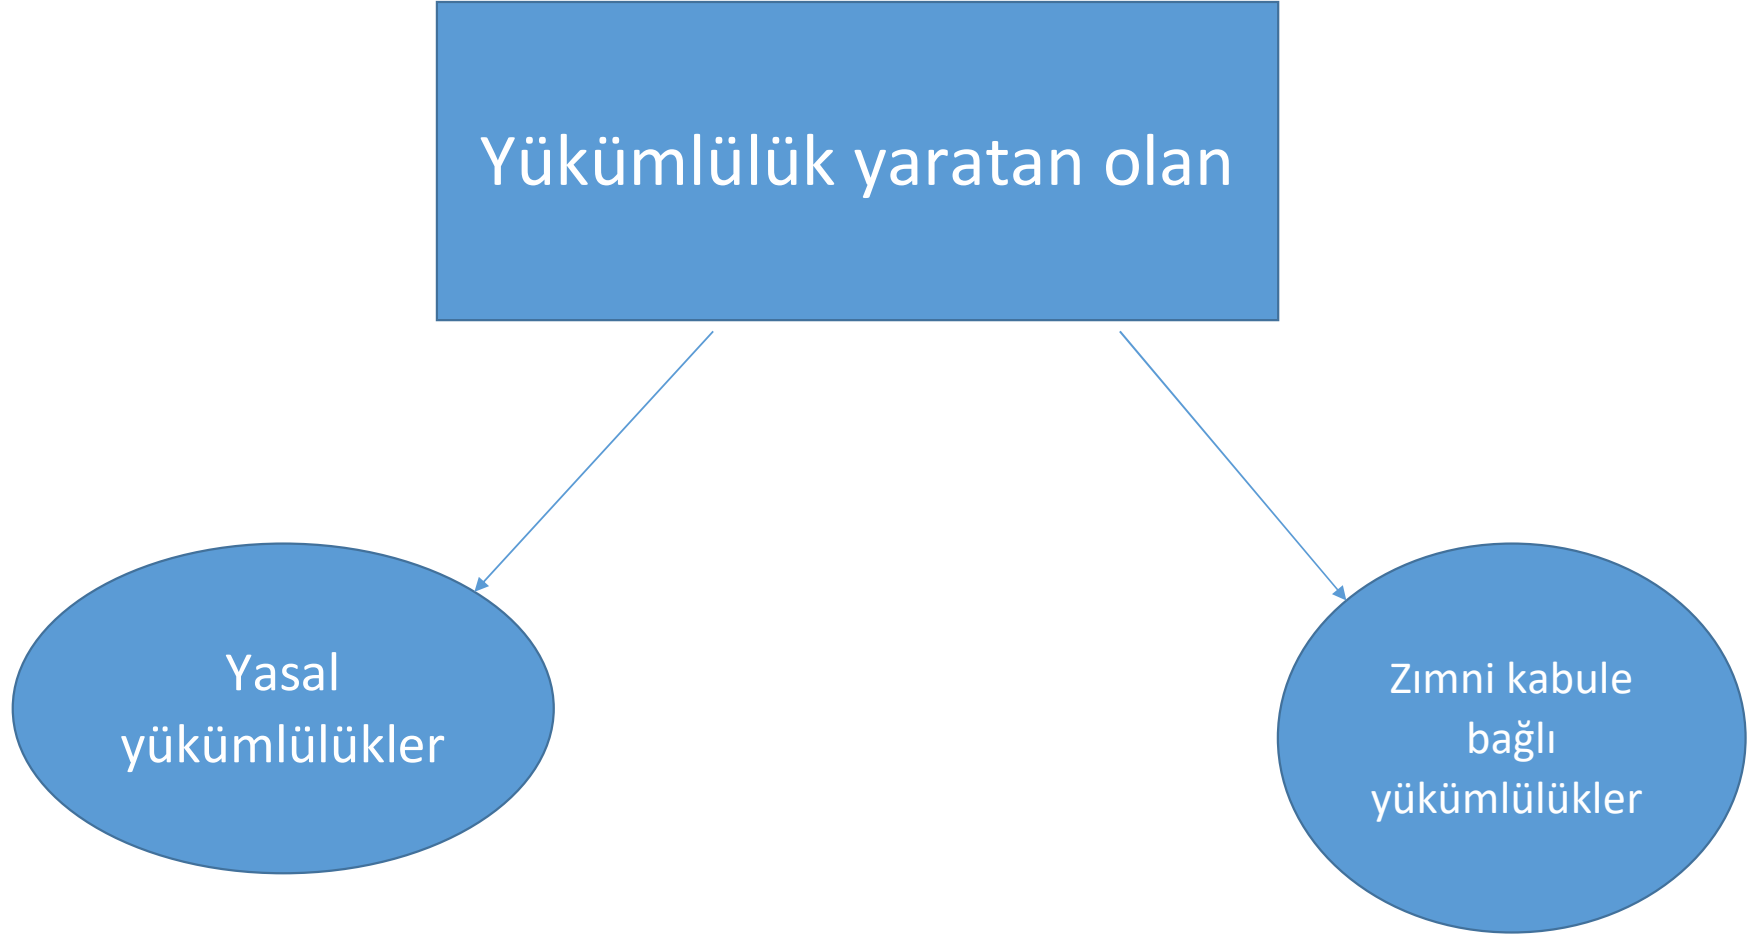 Yükümlülük yaratan olan
Yasal
yükümlülükler
Zımni kabule
bağlı
yükümlülükler